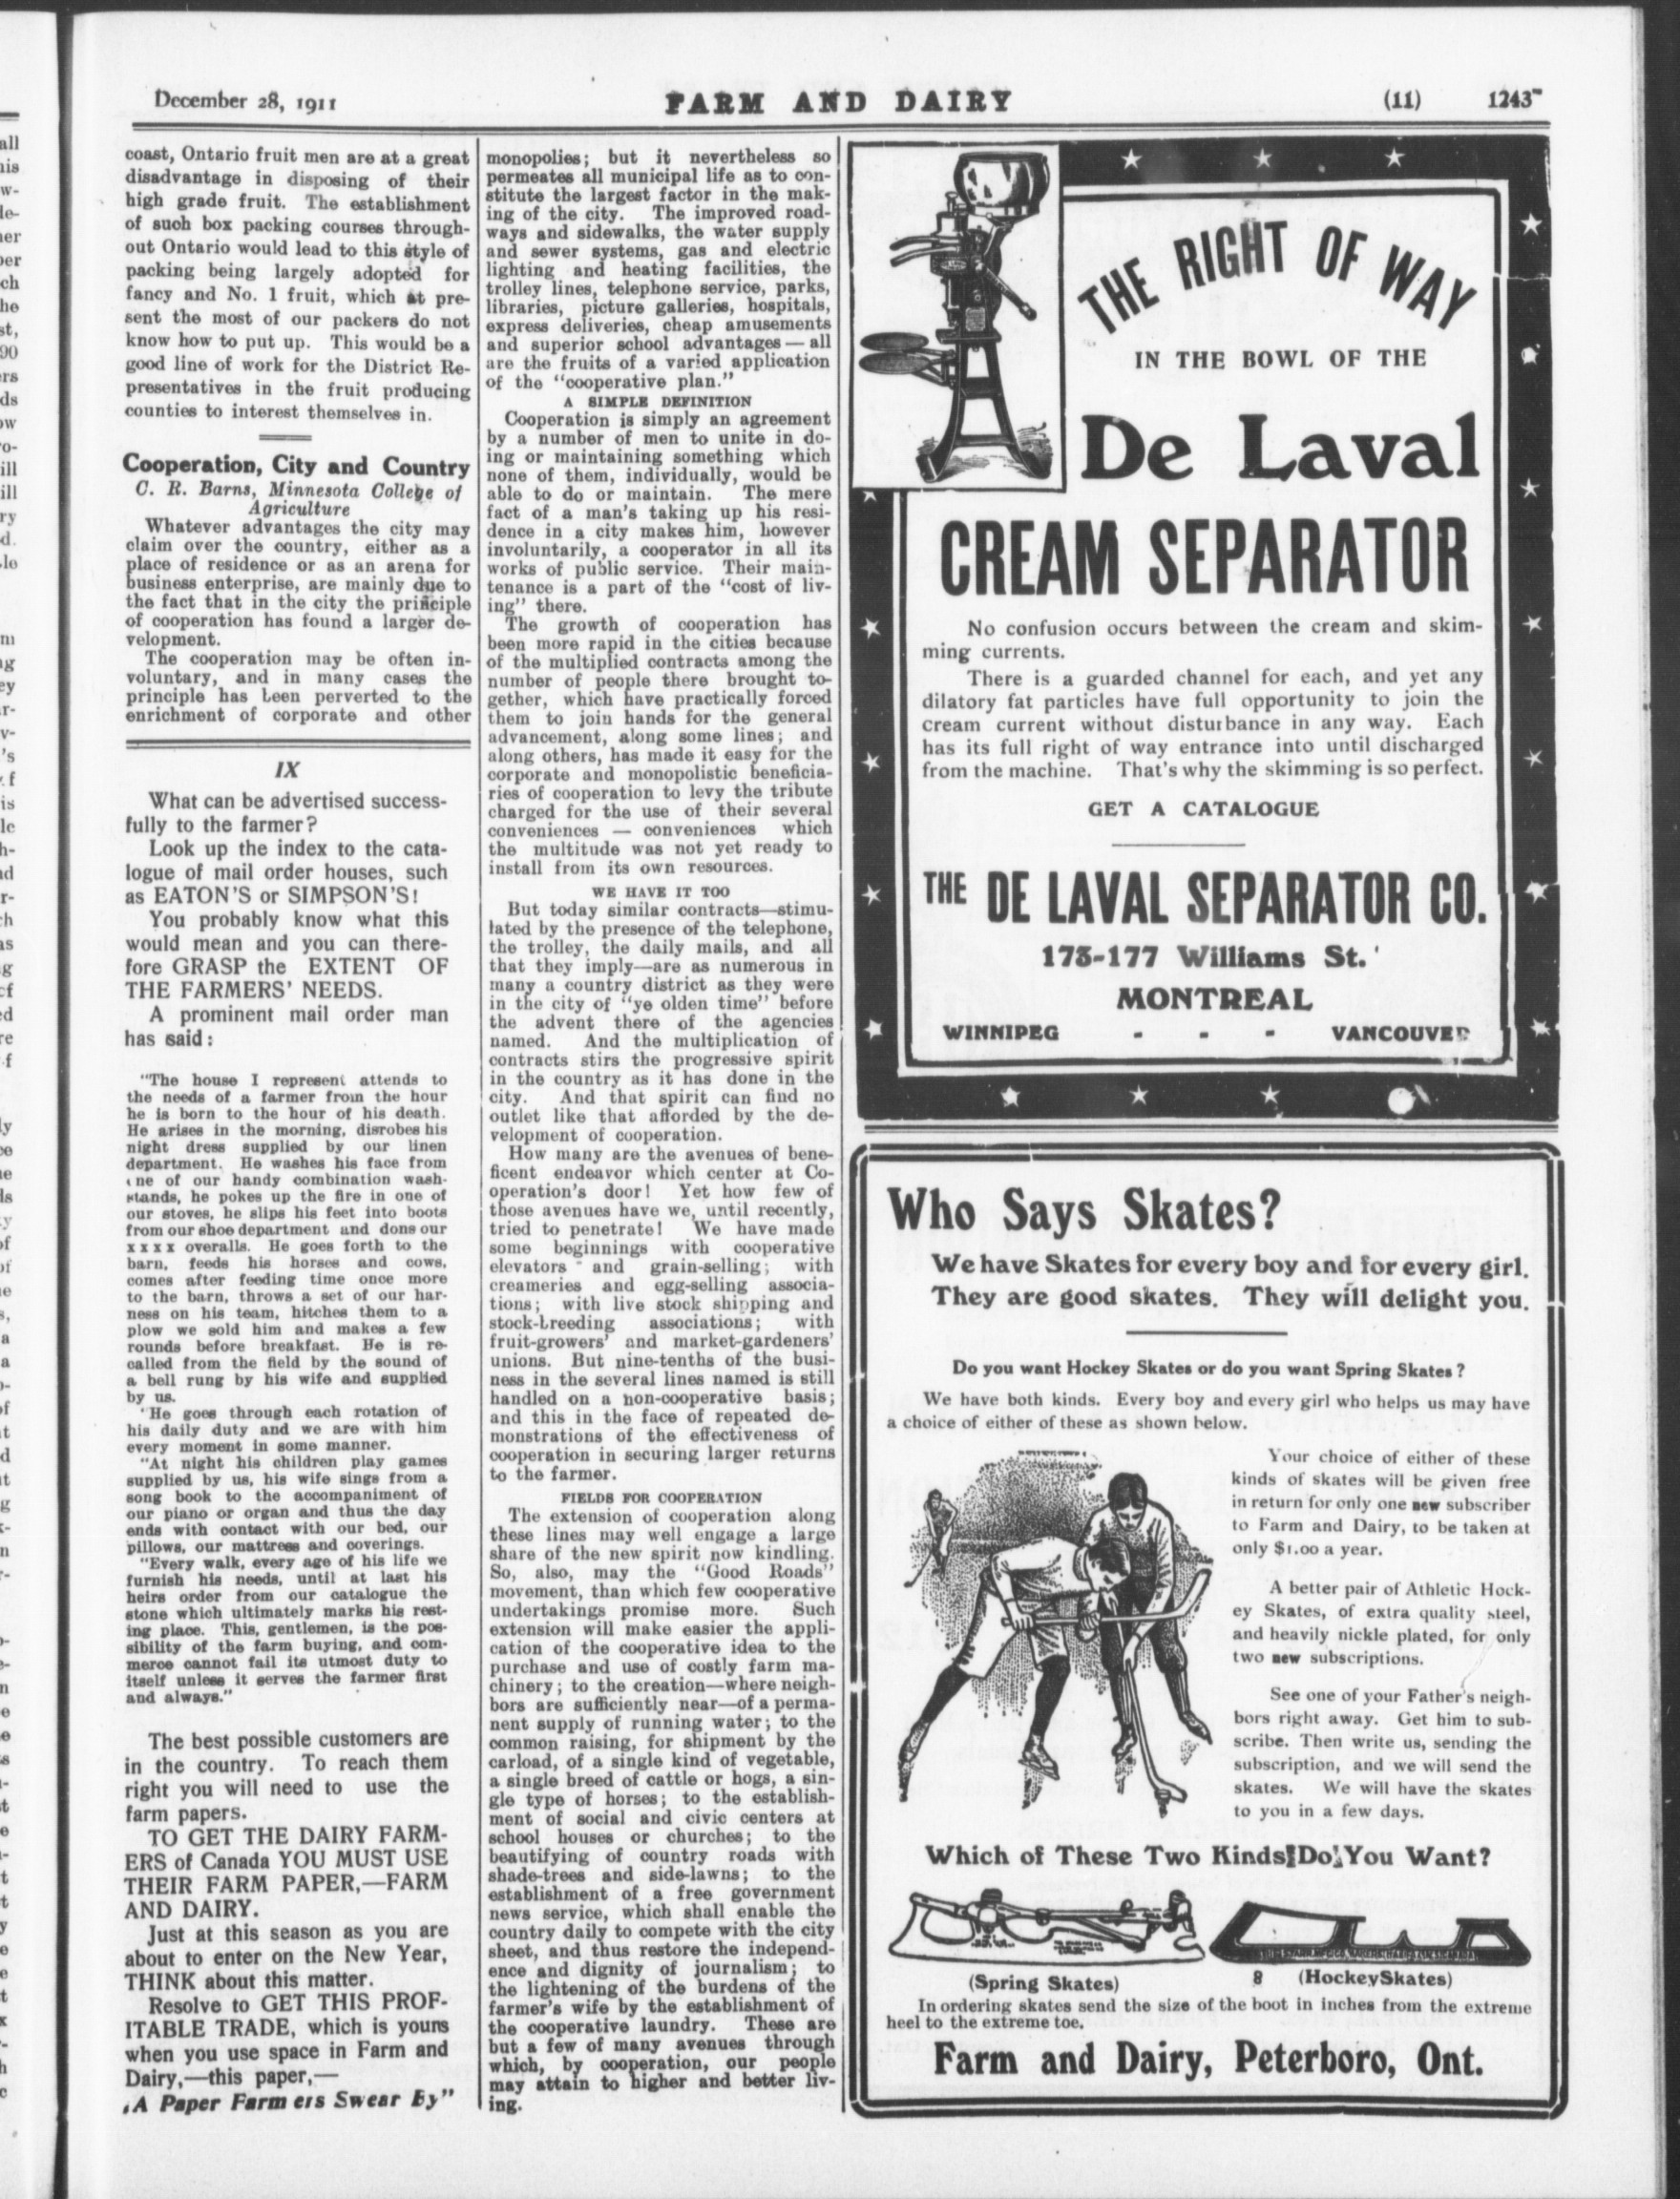 December 28, 1911
FARM AND DAIRY
(11) 1243
coast, Ontario fruit men are at a great
disadvantage in disposing of their
high grade fruit. The establishment
of such box packing courses through-
out Ontario would lead to this style of
packing being largely adopted for
fancy and No. 1 fruit, which at pre-
sent the most of our packers do not
know how to put up. This would be a
good line of work for the District Re-
presentatives in the fruit producing
counties to interest themselves in.
Cooperation, City and Country
C. R. Barns, Minnesota College of
Agriculture
Whatever advantages the city may
claim over the country, either as a
place of residence or as an arena for
business enterprise, are mainly due to
the fact that in the city the principle
of cooperation has found a larger de-
velopment.
The cooperation may be often in-
voluntary, and in many cases the
principle has been perverted to the
enrichment of corporate and other
IX
What can be advertised success-
fully to the farmer?
Look up the index to the cata-
logue of mail order houses, such
as EATON'S or SIMPSON'S!
You probably know what this
would mean and you can there-
fore GRASP the EXTENT OF
THE FARMERS' NEEDS.
A prominent mail order man
has said:
"The house I represent attends to
the needs of a farmer from the hour
he is born to the hour of his death.
He arises in the morning, disrobes his
night dress supplied by our linen
department. He washes his face from
one of our handy combination wash-
stands, he pokes up the fire in one of
our stoves, he slips his feet into boots
from our shoe department and dons our
xxxx overalls. He goes forth to the
barn, feeds his horses and cows,
comes after feeding time once more
to the barn, throws a set of our har-
ness on his team, hitches them to a
plow we sold him and makes a few
rounds before breakfast. He is re-
called from the field by the sound of
a bell rung by his wife and supplied
by us.
"He goes through each rotation of
his daily duty and we are with him
every moment in some manner.
"At night his children play games
supplied by us, his wife sings from a
song book to the accompaniment of
our piano or organ and thus the day
ends with contact with our bed, our
pillows, our mattress and coverings.
"Every walk, every age of his life we
furnish his needs, until at last his
heirs order from our catalogue the
stone which ultimately marks his rest-
ing place. This, gentlemen, is the pos-
sibility of the farm buying, and com-
merce cannot fail its utmost duty to
itself unless it serves the farmer first
and always."
The best possible customers are
in the country. To reach them
right you will need to use the
farm papers.
TO GET THE DAIRY FARM-
ERS of Canada YOU MUST USE
THEIR FARM PAPER,—FARM
AND DAIRY.
Just at this season as you are
about to enter on the New Year,
THINK about this matter.
Resolve to GET THIS PROF-
ITABLE TRADE, which is yours
when you use space in Farm and
Dairy,—this paper,—
"A Paper Farmers Swear By"
monopolies; but it nevertheless so
permeates all municipal life as to con-
stitute the largest factor in the mak-
ing of the city. The improved road-
ways and sidewalks, the water supply
and sewer systems, gas and electric
lighting and heating facilities, the
trolley lines, telephone service, parks,
libraries, picture galleries, hospitals,
express deliveries, cheap amusements
and superior school advantages — all
are the fruits of a varied application
of the "cooperative plan."
A SIMPLE DEFINITION
Cooperation is simply an agreement
by a number of men to unite in do-
ing or maintaining something which
none of them, individually, would be
able to do or maintain. The mere
fact of a man's taking up his resi-
dence in a city makes him, however
involuntarily, a cooperator in all its
works of public service. Their main-
tenance is a part of the "cost of liv-
ing" there.
The growth of cooperation has
been more rapid in the cities because
of the multiplied contracts among the
number of people there brought to-
gether, which have practically forced
them to join hands for the general
advancement, along some lines; and
along others, has made it easy for the
corporate and monopolistic beneficia-
ries of cooperation to levy the tribute
charged for the use of their several
conveniences — conveniences which
the multitude was not yet ready to
install from its own resources.
WE HAVE IT TOO
But today similar contracts—stimu-
lated by the presence of the telephone,
the trolley, the daily mails, and all
that they imply—are as numerous in
many a country district as they were
in the city of "ye olden time" before
the advent there of the agencies
named. And the multiplication of
contracts stirs the progressive spirit
in the country as it has done in the
city. And that spirit can find no
outlet like that afforded by the de-
velopment of cooperation.
How many are the avenues of bene-
ficent endeavor which center at Co-
operation's door! Yet how few of
those avenues have we, until recently,
tried to penetrate! We have made
some beginnings with cooperative
elevators and grain-selling; with
creameries and egg-selling associa-
tions; with live stock shipping and
stock-breeding associations; with
fruit-growers' and market-gardeners'
unions. But nine-tenths of the busi-
ness in the several lines named is still
handled on a non-cooperative basis;
and this in the face of repeated de-
monstrations of the effectiveness of
cooperation in securing larger returns
to the farmer.
FIELDS FOR COOPERATION
The extension of cooperation along
these lines may well engage a large
share of the new spirit now kindling.
So, also, may the "Good Roads"
movement, than which few cooperative
undertakings promise more. Such
extension will make easier the appli-
cation of the cooperative idea to the
purchase and use of costly farm ma-
chinery; to the creation—where neigh-
bors are sufficiently near—of a perma-
nent supply of running water; to the
common raising, for shipment by the
carload, of a single kind of vegetable,
a single breed of cattle or hogs, a sin-
gle type of horses; to the establish-
ment of social and civic centers at
school houses or churches; to the
beautifying of country roads with
shade-trees and side-lawns; to the
establishment of a free government
news service, which shall enable the
country daily to compete with the city
sheet, and thus restore the independ-
ence and dignity of journalism; to
the lightening of the burdens of the
farmer's wife by the establishment of
the cooperative laundry. These are
but a few of many avenues through
which, by cooperation, our people
may attain to higher and better liv-
ing.
THE RIGHT OF WAY
IN THE BOWL OF THE
De Laval
CREAM SEPARATOR
No confusion occurs between the cream and skim-
ming currents.
There is a guarded channel for each, and yet any
dilatory fat particles have full opportunity to join the
cream current without disturbance in any way. Each
has its full right of way entrance into until discharged
from the machine. That's why the skimming is so perfect.
GET A CATALOGUE
THE DE LAVAL SEPARATOR CO.
173-177 Williams St.
MONTREAL
WINNIPEG - - - VANCOUVER
Who Says Skates?
We have Skates for every boy and for every girl.
They are good skates. They will delight you.
Do you want Hockey Skates or do you want Spring Skates?
We have both kinds. Every boy and every girl who helps us may have
a choice of either of these as shown below.
Your choice of either of these
kinds of skates will be given free
in return for only one new subscriber
to Farm and Dairy, to be taken at
only $1.00 a year.
A better pair of Athletic Hock-
ey Skates, of extra quality steel,
and heavily nickle plated, for only
two new subscriptions.
See one of your Father's neigh-
bors right away. Get him to sub-
scribe. Then write us, sending the
subscription, and we will send the
skates. We will have the skates
to you in a few days.
Which of These Two Kinds Do You Want?
(Spring Skates) 8 (Hockey Skates)
In ordering skates send the size of the boot in inches from the extreme
heel to the extreme toe.
Farm and Dairy, Peterboro, Ont.